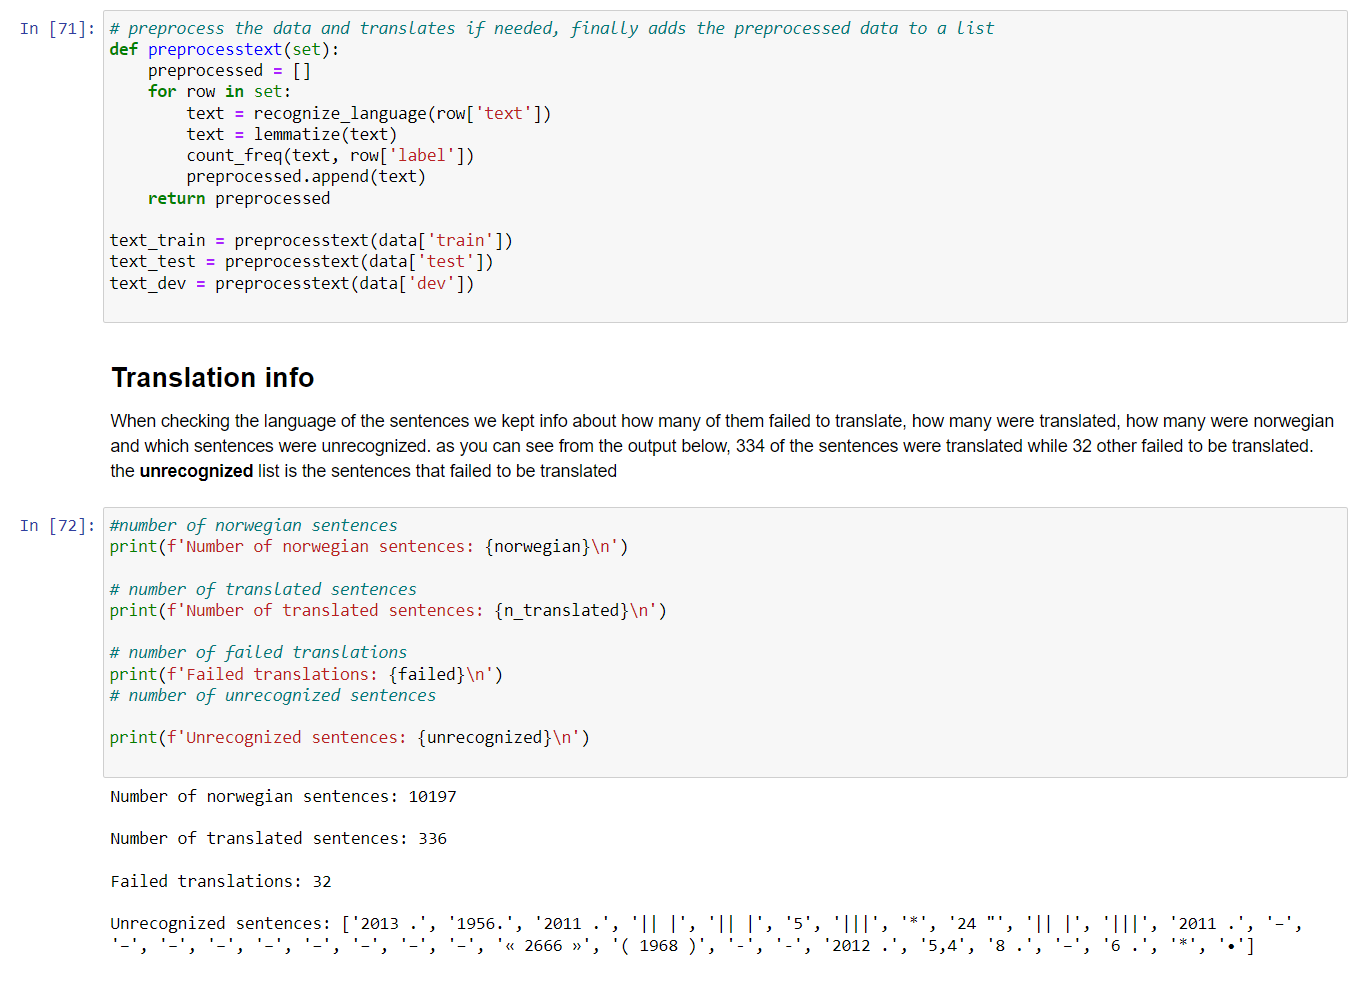 In [71]: # preprocess the data and translates if needed, finally adds the preprocessed data to a list
def preprocesstext(set):
    preprocessed = []
    for row in set:
        text = recognize_language(row['text'])
        text = lemmatize(text)
        count_freq(text, row['label'])
        preprocessed.append(text)
    return preprocessed
text_train = preprocesstext(data['train'])
text_test = preprocesstext(data['test'])
text_dev = preprocesstext(data['dev'])
Translation info
When checking the language of the sentences we kept info about how many of them failed to translate, how many were translated, how many were norwegian
and which sentences were unrecognized. as you can see from the output below, 334 of the sentences were translated while 32 other failed to be translated.
the unrecognized list is the sentences that failed to be translated
In [72]: #number of norwegian sentences
print(f'Number of norwegian sentences: {norwegian}\n')
# number of translated sentences
print(f'Number of translated sentences: {n_translated}\n')
# number of failed translations
print(f'Failed translations: {failed}\n')
# number of unrecognized sentences
print(f'Unrecognized sentences: {unrecognized}\n')
Number of norwegian sentences: 10197
Number of translated sentences: 336
Failed translations: 32
Unrecognized sentences: ['2013 .', '1956.', '2011 .', '|| |', '|| |', '5', '|||', '*', '24 "', '|| |', '|||', '2011 .', '–',
'–', '–', '–', '–', '–', '–', '–', '–', '« 2666 »', '( 1968 )', '-', '-', '2012 .', '5,4', '8 .', '–', '6 .', '*', '•']